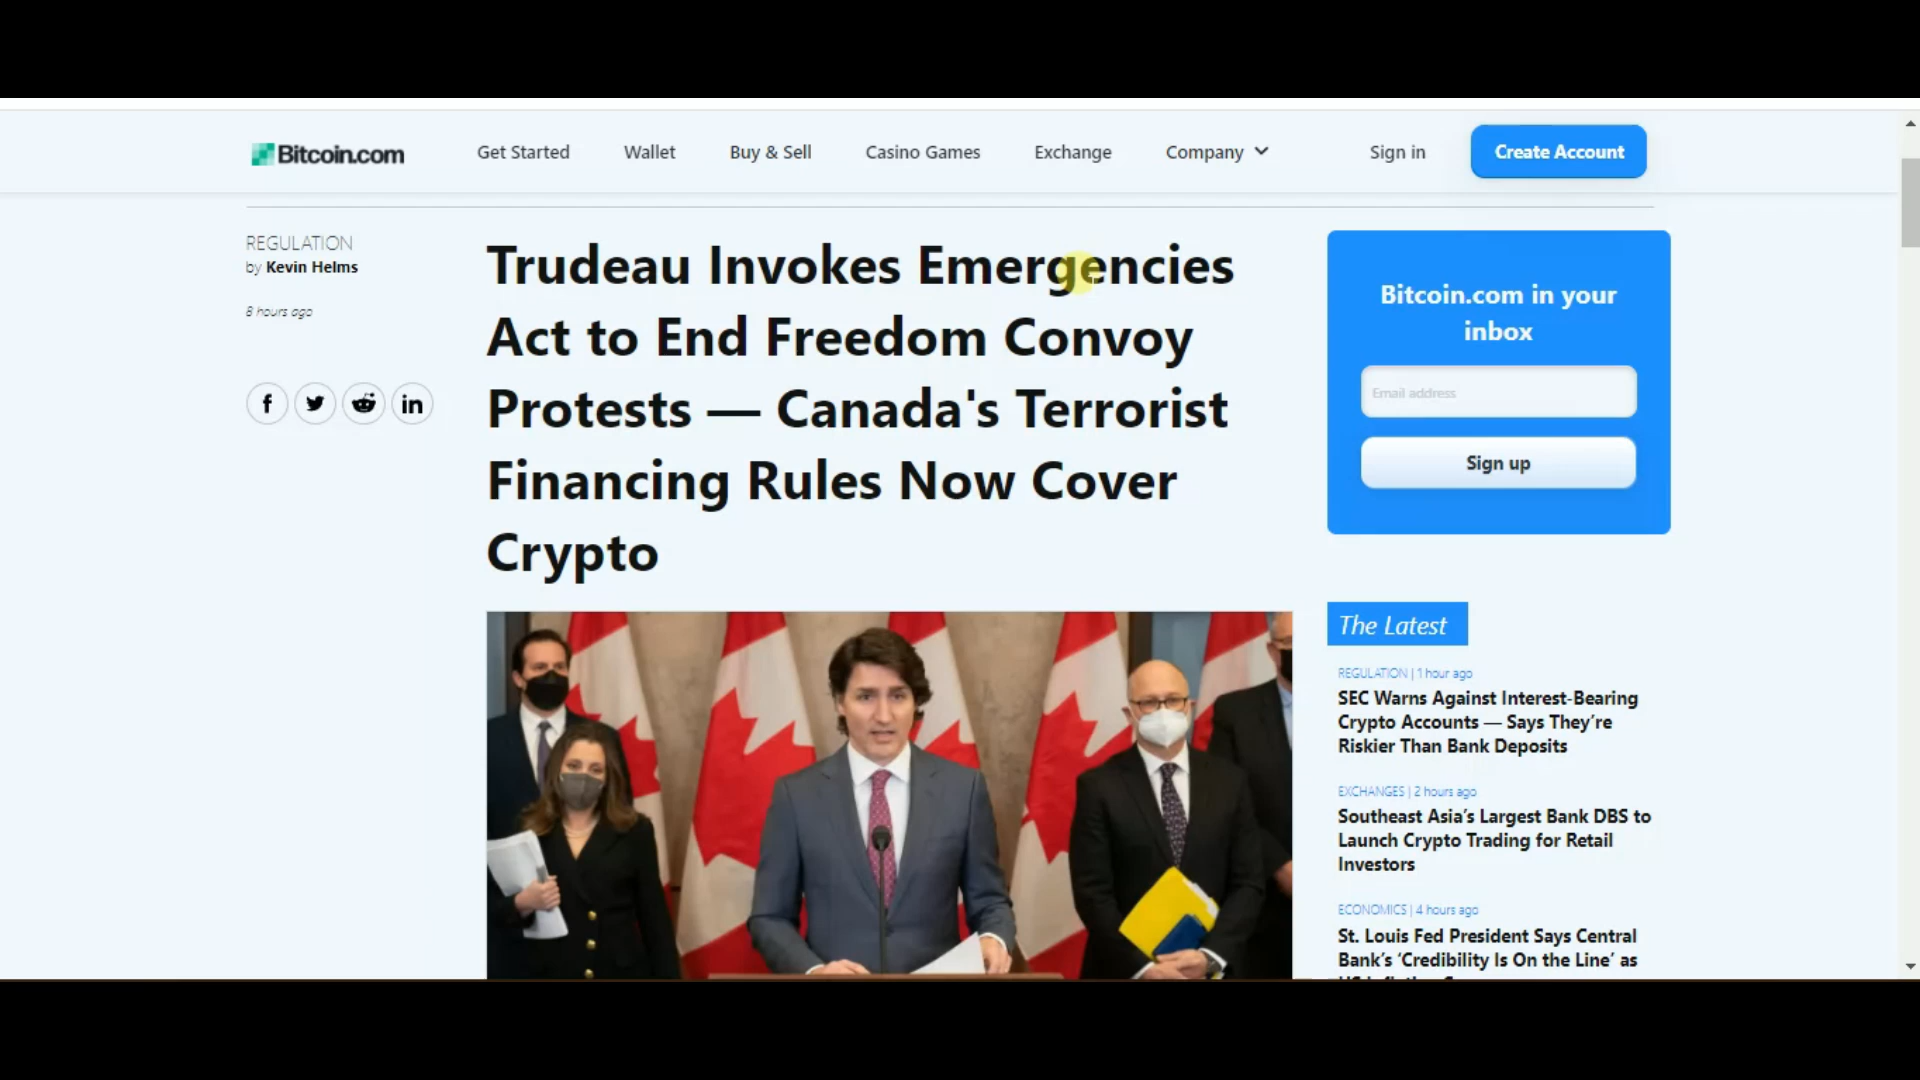 Bitcoin.com
Get Started
Wallet
Buy & Sell
Casino Games
Exchange
Company
Sign in
Create Account
REGULATION
by Kevin Helms
8 hours ago
Trudeau Invokes Emergencies
Act to End Freedom Convoy
Protests — Canada's Terrorist
Financing Rules Now Cover
Crypto
Bitcoin.com in your
inbox
Email address
Sign up
The Latest
REGULATION | 1 hour ago
SEC Warns Against Interest-Bearing
Crypto Accounts — Says They're
Riskier Than Bank Deposits
EXCHANGES | 2 hours ago
Southeast Asia's Largest Bank DBS to
Launch Crypto Trading for Retail
Investors
ECONOMICS | 4 hours ago
St. Louis Fed President Says Central
Bank's 'Credibility Is On the Line' as